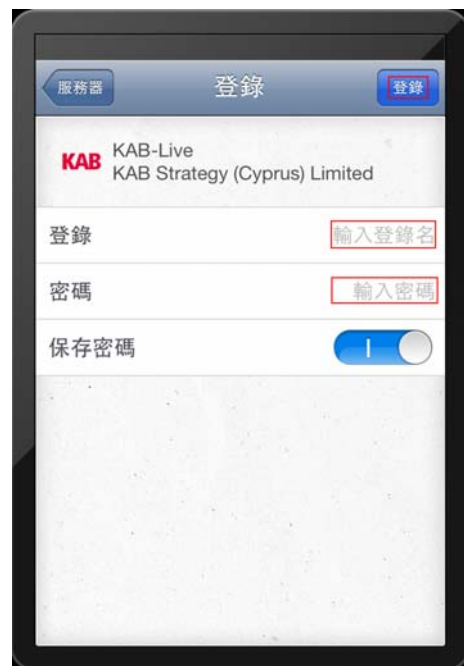 服務器
登錄
登錄
KAB
KAB-Live
KAB Strategy (Cyprus) Limited
登錄
輸入登錄名
密碼
輸入密碼
保存密碼